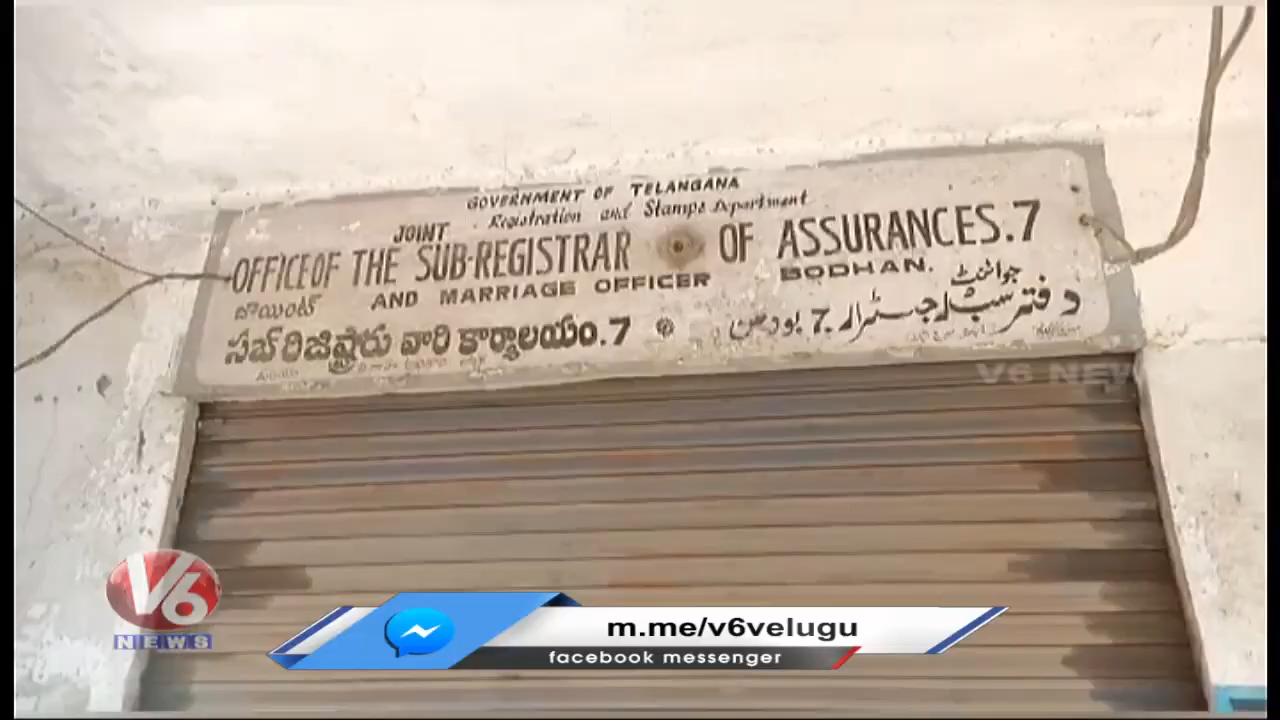 GOVERNMENT OF TELANGANA
Registration and Stamps Department
JOINT
OFFICE OF THE SUB-REGISTRAR OF ASSURANCES.7
AND MARRIAGE OFFICER BODHAN.
జాయింట్
సబ్ రిజిష్ట్రారు వారి కార్యాలయం.7
جوائنٹ
دفتر سب رجسٹرار 7 بودھن
V6 NEWS
V6
NEWS
m.me/v6velugu
facebook messenger